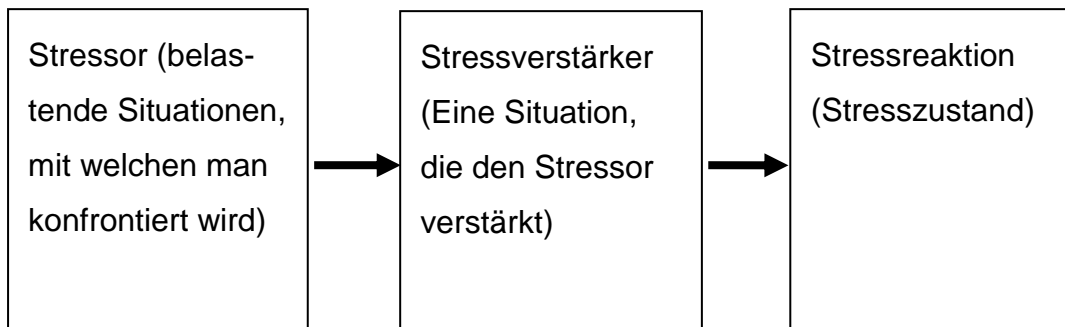 Stressor (belas-
tende Situationen,
mit welchen man
konfrontiert wird)
Stressverstärker
(Eine Situation,
die den Stressor
verstärkt)
Stressreaktion
(Stresszustand)